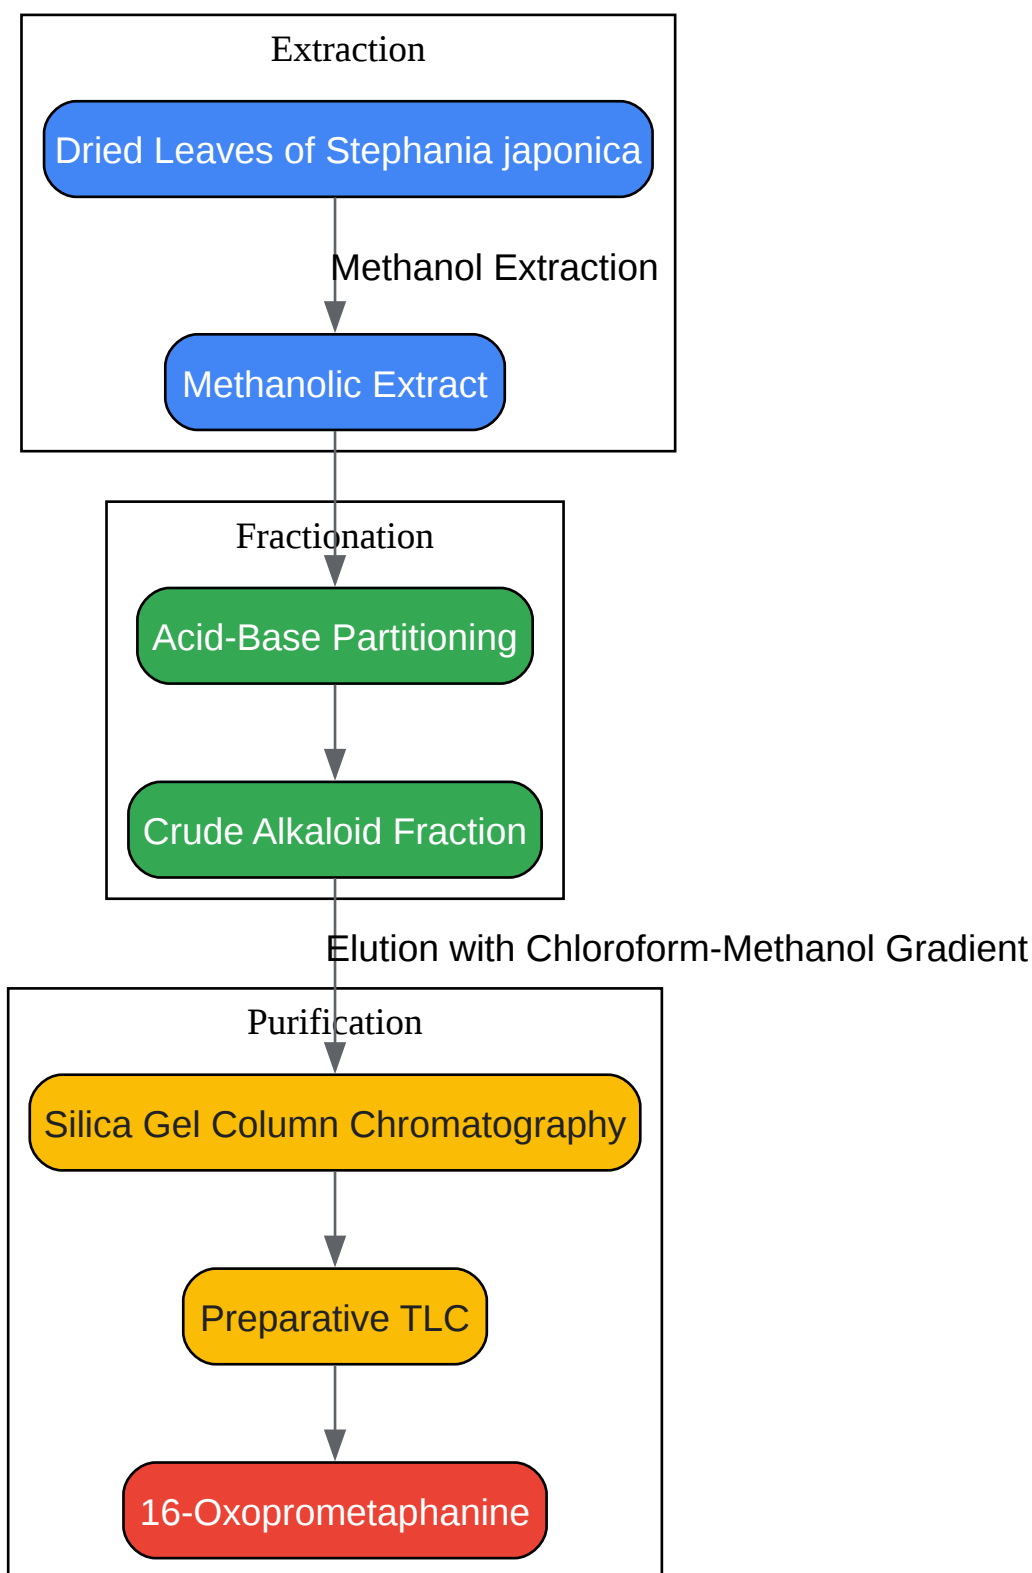 Extraction
Dried Leaves of Stephania japonica
Methanol Extraction
Methanolic Extract
Fractionation
Acid-Base Partitioning
Crude Alkaloid Fraction
Elution with Chloroform-Methanol Gradient
Purification
Silica Gel Column Chromatography
Preparative TLC
16-Oxoprometaphanine